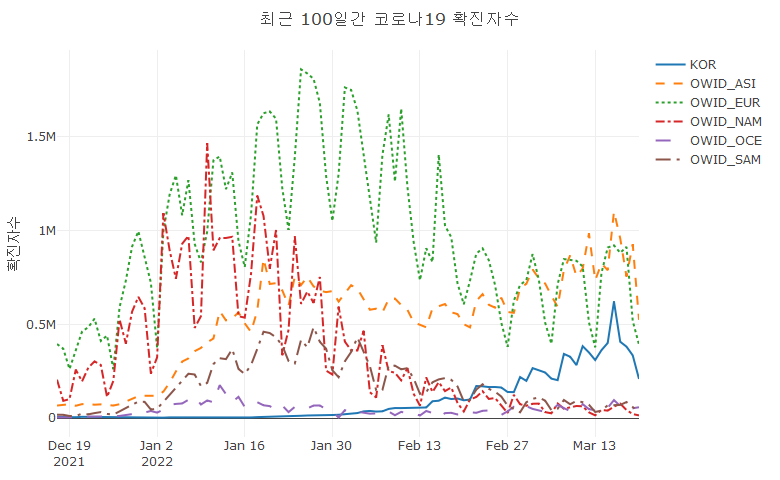 최근 100일간 코로나19 확진자수
확진자수
1.5M
1M
0.5M
0
Dec 19
2021
Jan 2
2022
Jan 16
Jan 30
Feb 13
Feb 27
Mar 13
KOR
OWID_ASI
OWID_EUR
OWID_NAM
OWID_OCE
OWID_SAM